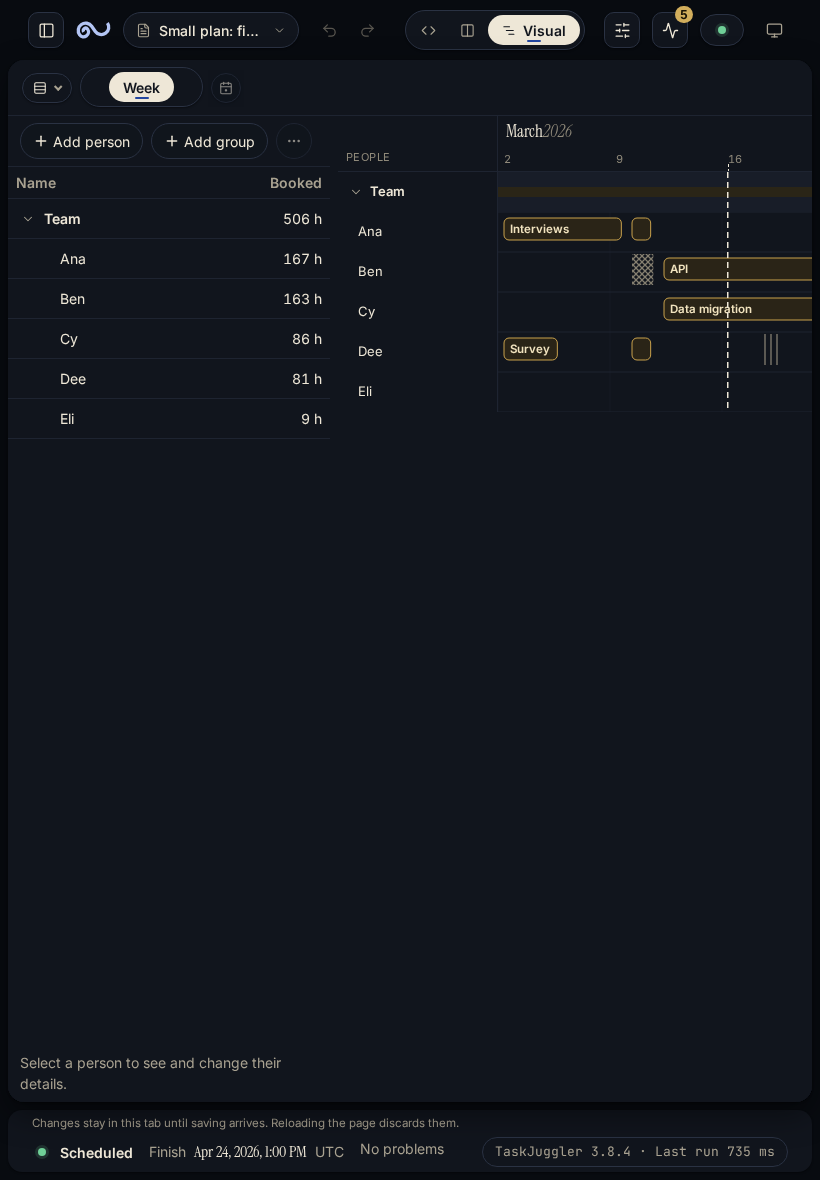 Small plan: fi...
Visual
5
Week
Add person
Add group
Name
Booked
Team
506 h
Ana
167 h
Ben
163 h
Cy
86 h
Dee
81 h
Eli
9 h
PEOPLE
March 2026
2
9
16
Team
Ana
Interviews
Ben
API
Cy
Data migration
Dee
Survey
Eli
Select a person to see and change their
details.
Changes stay in this tab until saving arrives. Reloading the page discards them.
Scheduled
Finish Apr 24, 2026, 1:00 PM UTC
No problems
TaskJuggler 3.8.4 · Last run 735 ms